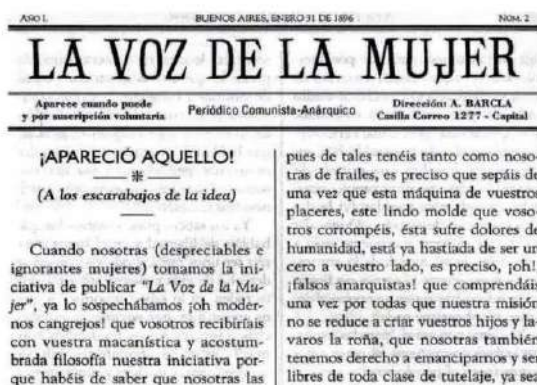 AÑO I.
BUENOS AIRES, ENERO 31 DE 1896
NUM. 2
LA VOZ DE LA MUJER
Aparece cuando puede
y por suscripción voluntaria
Periódico Comunista-Anárquico
Dirección: A. BARCLA
Casilla Correo 1277 - Capital
¡APARECIÓ AQUELLO!
(A los escarabajos de la idea)
Cuando nosotras (despreciables e
ignorantes mujeres) tomamos la ini-
ciativa de publicar "La Voz de la Mu-
jer", ya lo sospechábamos ¡oh moder-
nos cangrejos! que vosotros recibiríais
con vuestra macanística y acostum-
brada filosofía nuestra iniciativa por-
que habéis de saber que nosotras las
pues de tales tenéis tanto como noso-
tras de frailes, es preciso que sepáis de
una vez que esta máquina de vuestros
placeres, este lindo molde que voso-
tros corrompéis, ésta sufre dolores de
humanidad, está ya hastiada de ser un
cero a vuestro lado, es preciso, ¡oh!,
¡falsos anarquistas! que comprendáis
una vez por todas que nuestra misión
no se reduce a criar vuestros hijos y la-
varos la roña, que nosotras también
tenemos derecho a emanciparnos y ser
libres de toda clase de tutelaje, ya sea